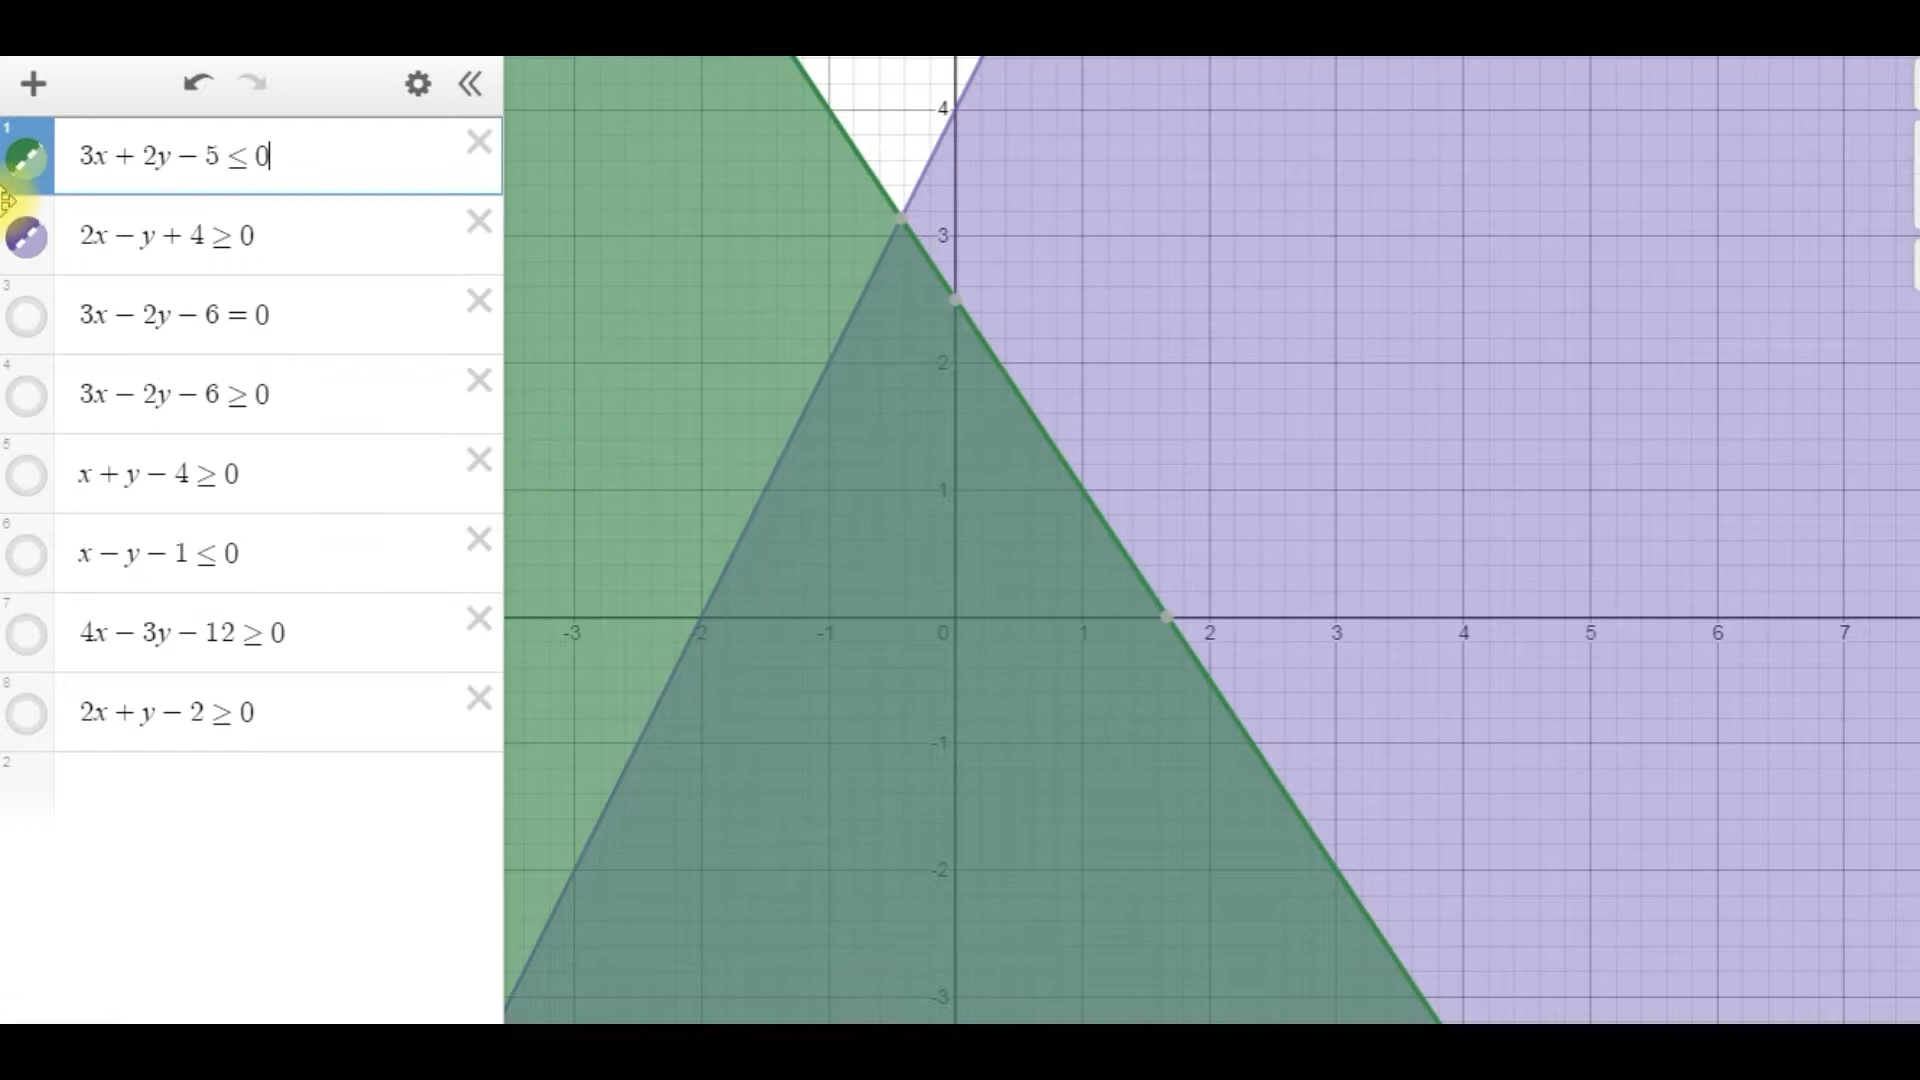 1
3x + 2y − 5 ≤ 0
2x − y + 4 ≥ 0
3
3x − 2y − 6 = 0
4
3x − 2y − 6 ≥ 0
5
x + y − 4 ≥ 0
6
x − y − 1 ≤ 0
7
4x − 3y − 12 ≥ 0
8
2x + y − 2 ≥ 0
2
4
3
2
1
-3 -2 -1 0 1 2 3 4 5 6 7
-1
-2
-3